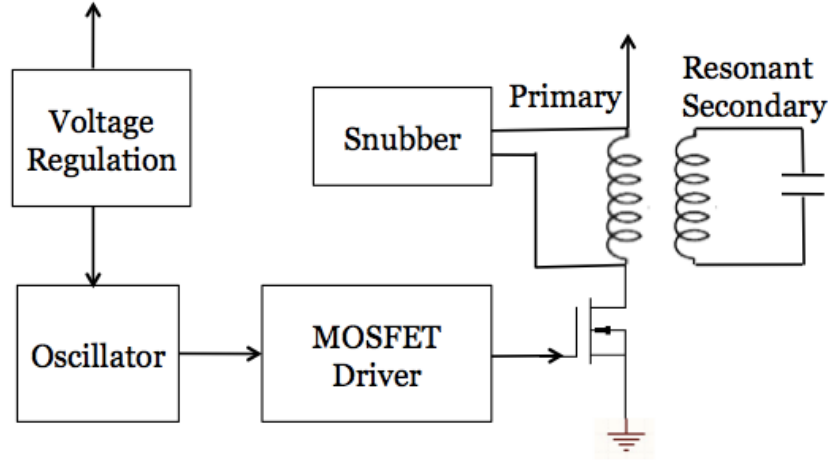 Voltage
Regulation
Snubber
Primary
Resonant
Secondary
Oscillator
MOSFET
Driver